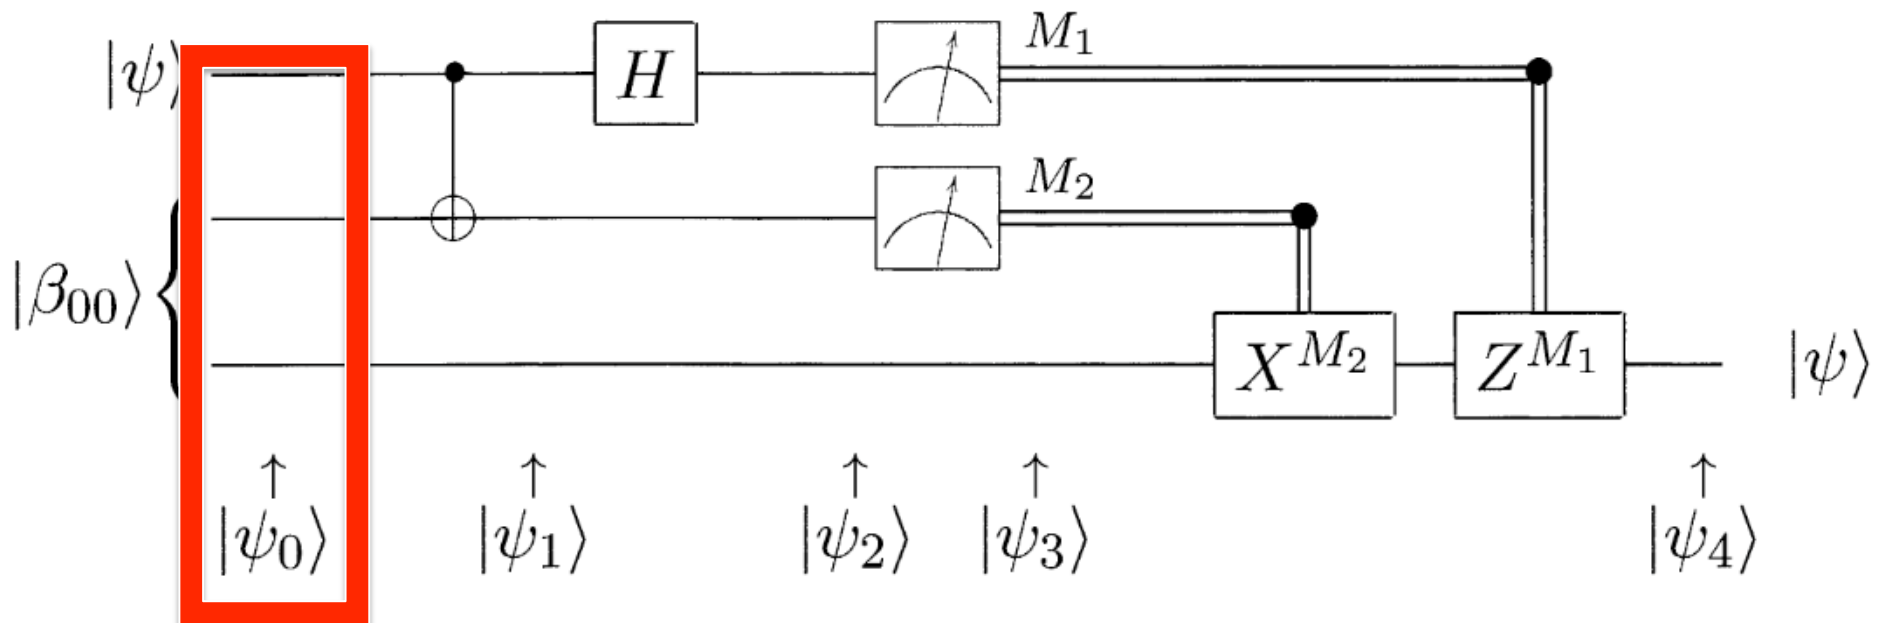 |ψ⟩
H
M₁
M₂
|β₀₀⟩
X^{M₂}
Z^{M₁}
|ψ⟩
↑ ↑ ↑ ↑ ↑
|ψ₀⟩ |ψ₁⟩ |ψ₂⟩ |ψ₃⟩ |ψ₄⟩